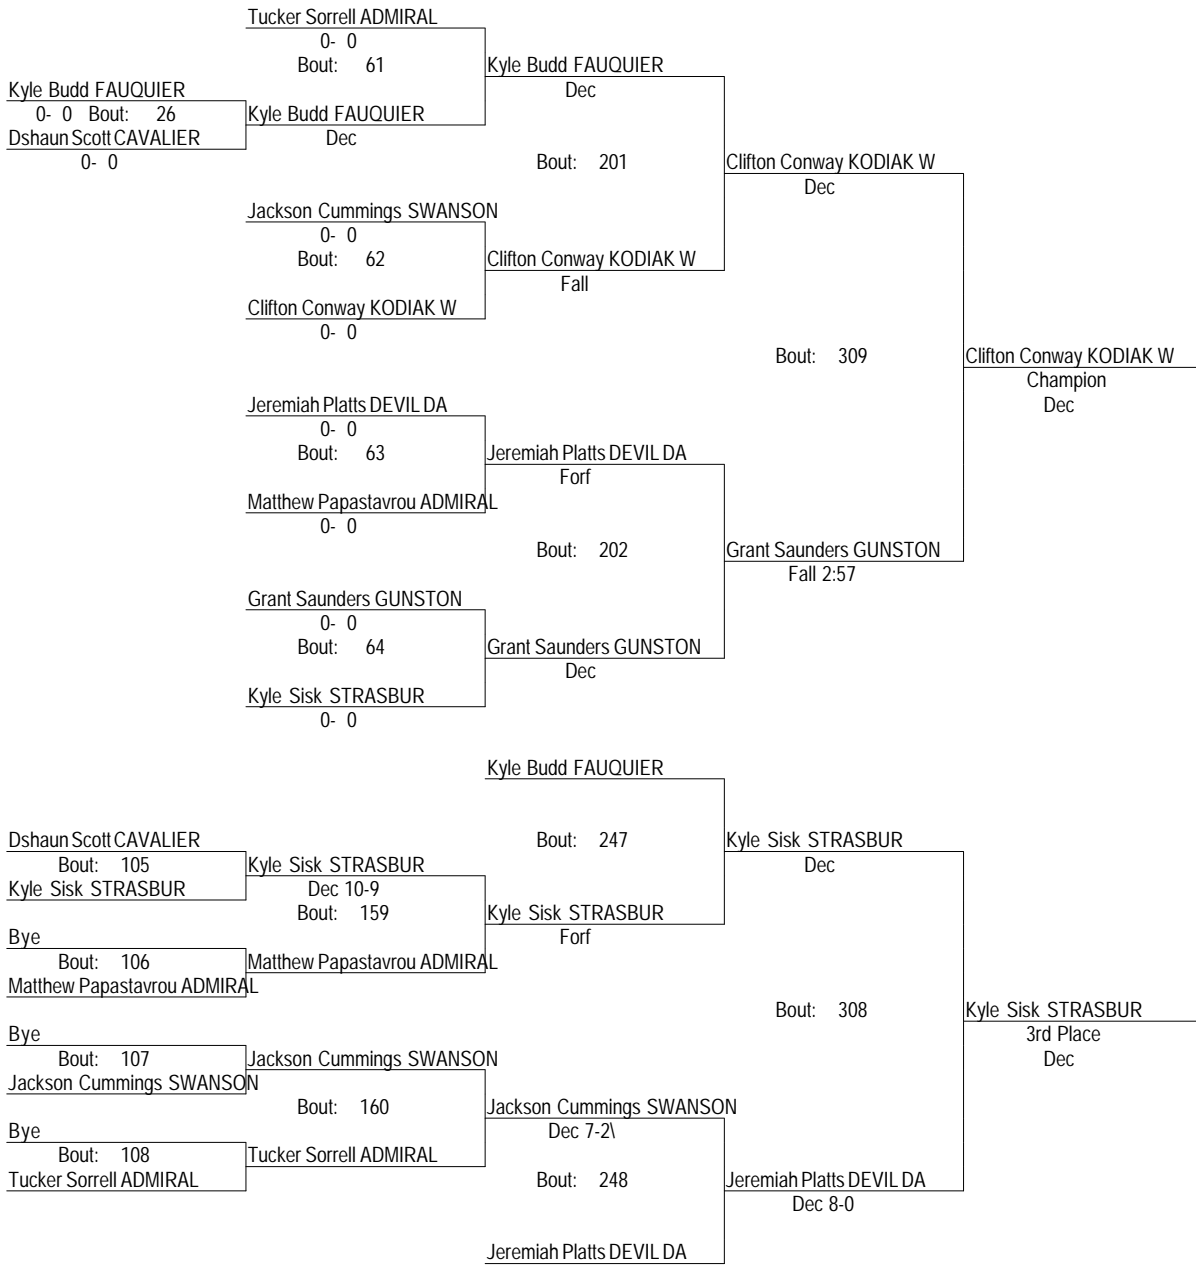 Tucker Sorrell ADMIRAL
0- 0
Bout: 61
Kyle Budd FAUQUIER
Dec
Kyle Budd FAUQUIER
0- 0 Bout: 26
Kyle Budd FAUQUIER
Dec
Dshaun Scott CAVALIER
0- 0
Bout: 201
Clifton Conway KODIAK W
Dec
Jackson Cummings SWANSON
0- 0
Bout: 62
Clifton Conway KODIAK W
Fall
Clifton Conway KODIAK W
0- 0
Bout: 309
Clifton Conway KODIAK W
Champion
Dec
Jeremiah Platts DEVIL DA
0- 0
Bout: 63
Jeremiah Platts DEVIL DA
Forf
Matthew Papastavrou ADMIRAL
0- 0
Bout: 202
Grant Saunders GUNSTON
Fall 2:57
Grant Saunders GUNSTON
0- 0
Bout: 64
Grant Saunders GUNSTON
Dec
Kyle Sisk STRASBUR
0- 0
Kyle Budd FAUQUIER
Bout: 247
Kyle Sisk STRASBUR
Dec
Dshaun Scott CAVALIER
Bout: 105
Kyle Sisk STRASBUR
Kyle Sisk STRASBUR
Dec 10-9
Bout: 159
Kyle Sisk STRASBUR
Forf
Bye
Bout: 106
Matthew Papastavrou ADMIRAL
Matthew Papastavrou ADMIRAL
Bout: 308
Kyle Sisk STRASBUR
3rd Place
Dec
Bye
Bout: 107
Jackson Cummings SWANSON
Jackson Cummings SWANSON
Bout: 160
Jackson Cummings SWANSON
Dec 7-2\
Bye
Bout: 108
Tucker Sorrell ADMIRAL
Tucker Sorrell ADMIRAL
Bout: 248
Jeremiah Platts DEVIL DA
Dec 8-0
Jeremiah Platts DEVIL DA